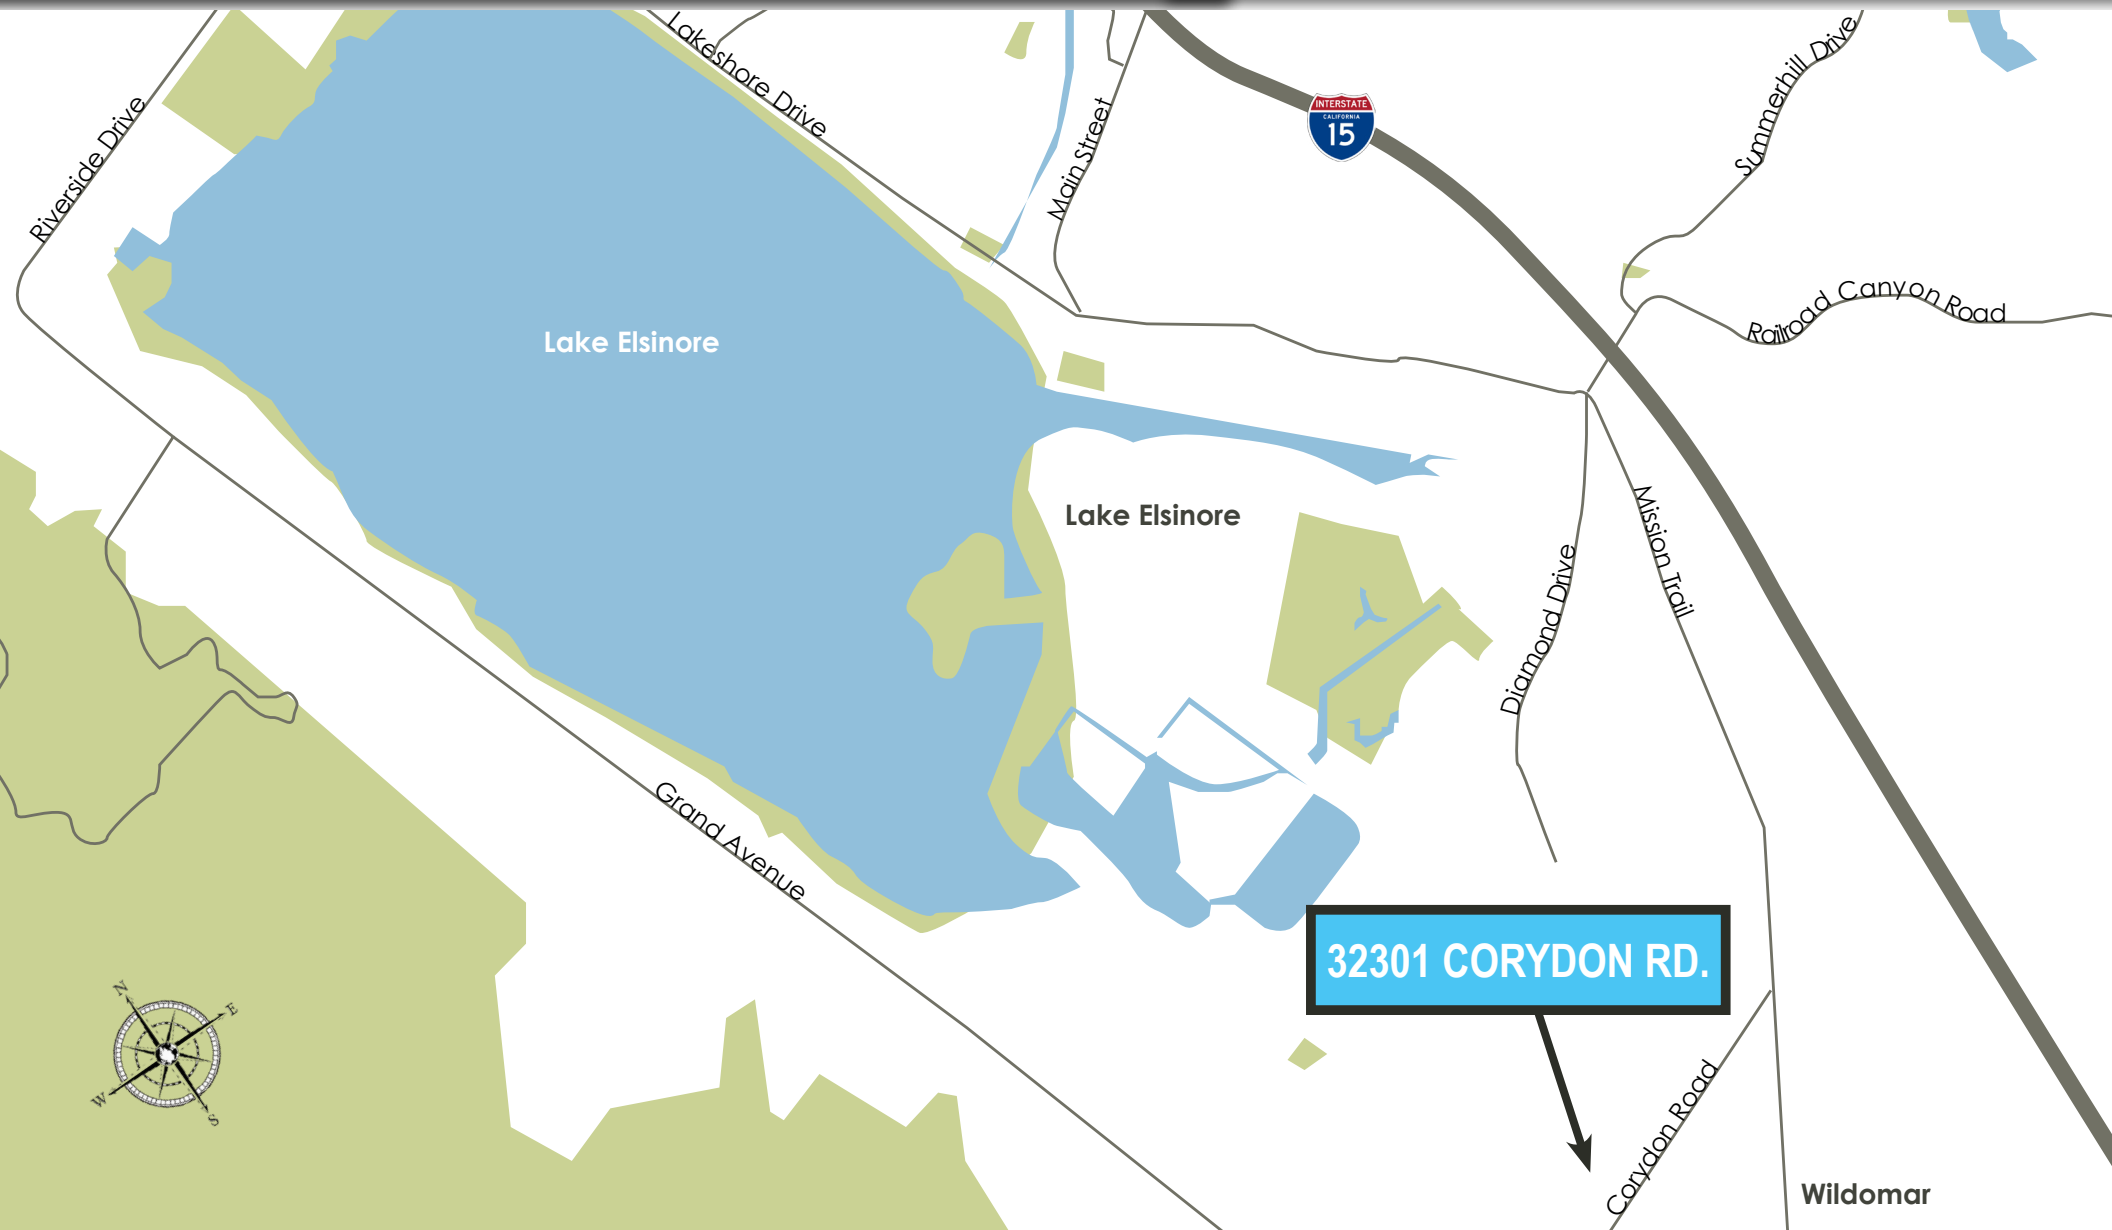 Lakeshore Drive
Summerhill Drive
INTERSTATE
CALIFORNIA
15
Riverside Drive
Main Street
Railroad Canyon Road
Lake Elsinore
Lake Elsinore
Mission Trail
Diamond Drive
Grand Avenue
32301 CORYDON RD.
N
E
W
S
Corydon Road
Wildomar